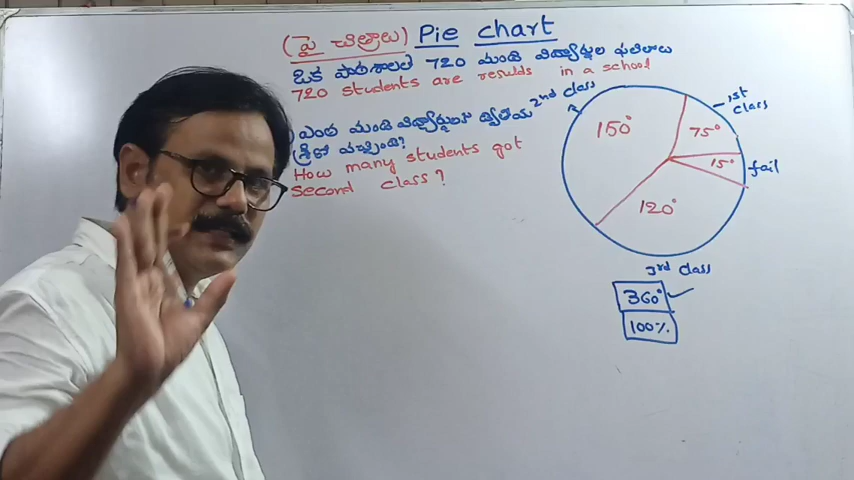 (పై చిత్రాలు) Pie chart
ఒక పాఠశాలలో 720 మంది విద్యార్థుల ఫలితాలు
720 students are results in a school
ఎంత మంది విద్యార్థులు ద్వితీయ
శ్రేణిలో వచ్చింది?
How many students got
second class?
2nd class
1st
class
150°
75°
15°
fail
120°
3rd class
360°
100%